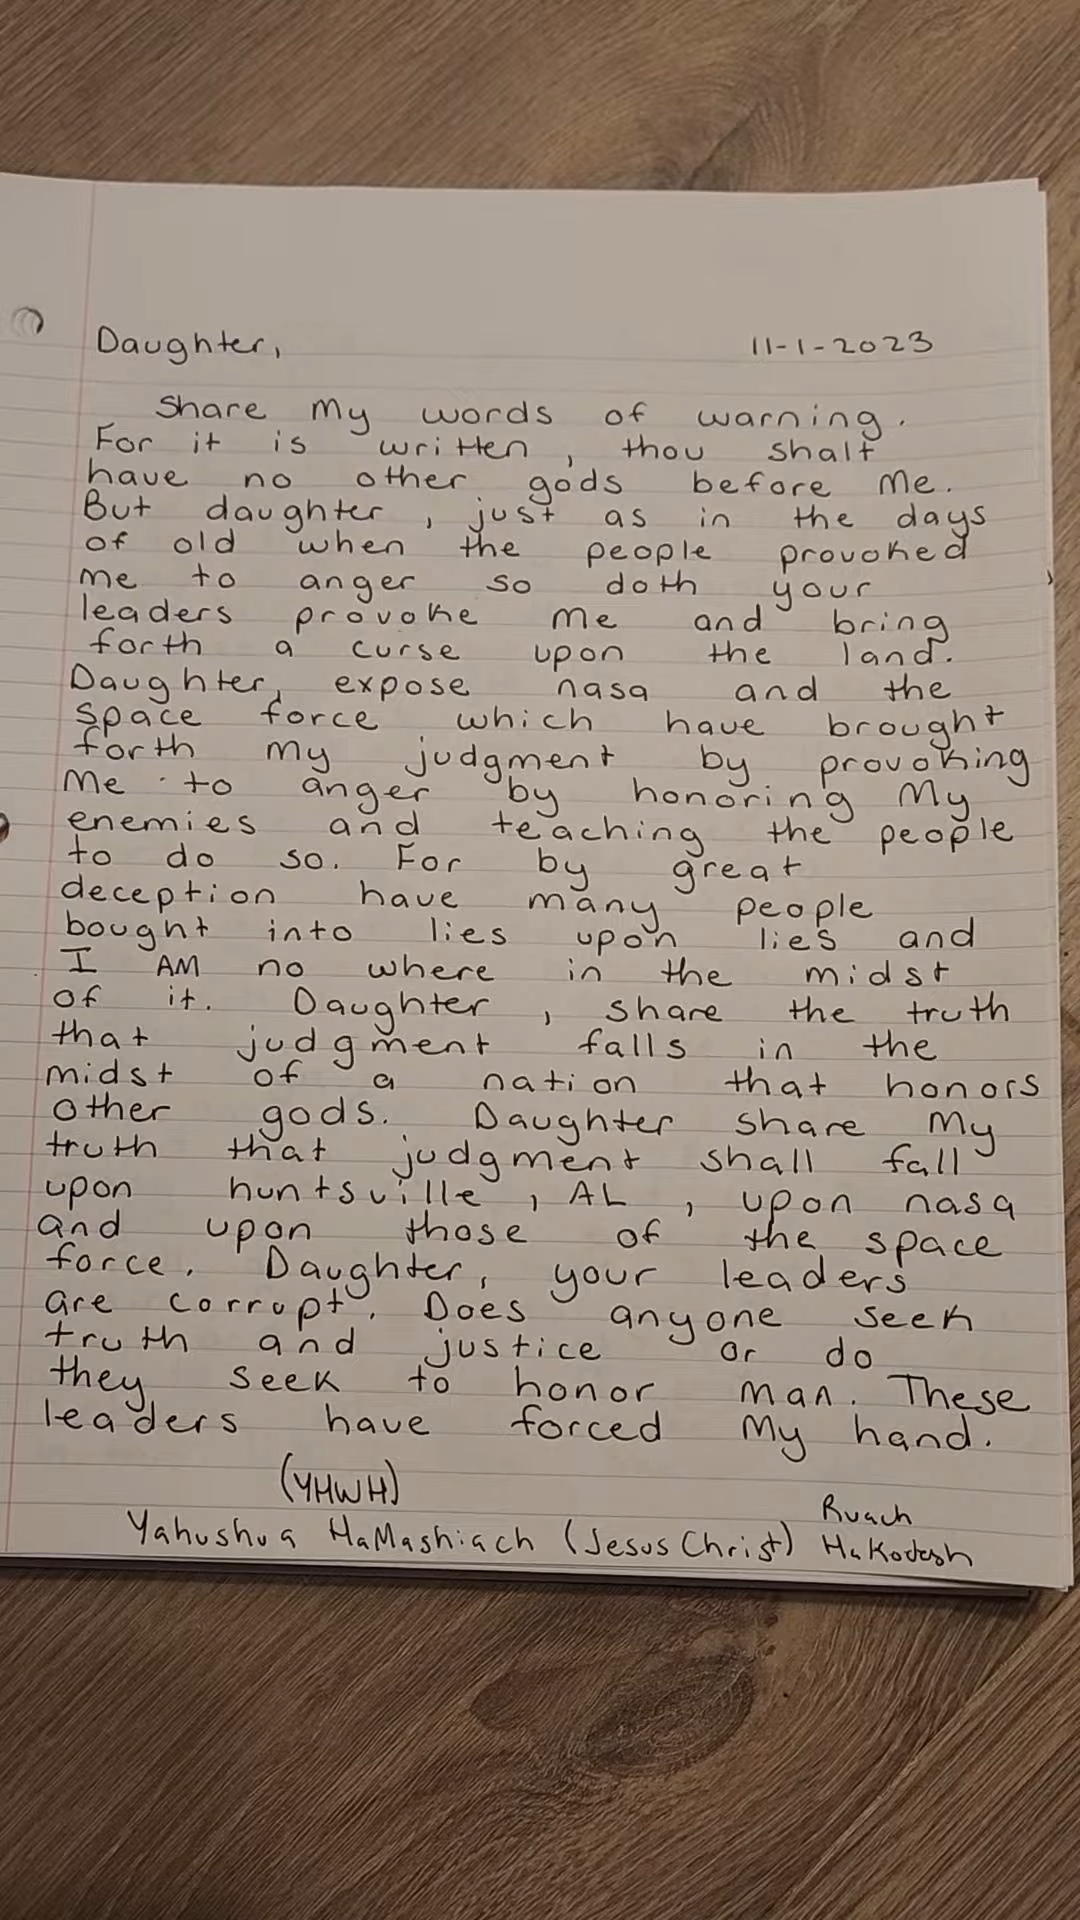 Daughter, 11-1-2023
Share My words of warning.
For it is written, thou shalt
have no other gods before Me.
But daughter, just as in the days
of old when the people provoked
me to anger so doth your
leaders provoke Me and bring
forth a curse upon the land.
Daughter, expose nasa and the
space force which have brought
forth My judgment by provoking
Me to anger by honoring My
enemies and teaching the people
to do so. For by great
deception have many people
bought into lies upon lies and
I AM no where in the midst
of it. Daughter, share the truth
that judgment falls in the
midst of a nation that honors
other gods. Daughter share My
truth that judgment shall fall
upon huntsville, AL, upon nasa
and upon those of the space
force. Daughter, your leaders
are corrupt. Does anyone seek
truth and justice or do
they seek to honor man. These
leaders have forced My hand.
(YHWH)
Yahushua HaMashiach (Jesus Christ) Ruach
HaKodesh